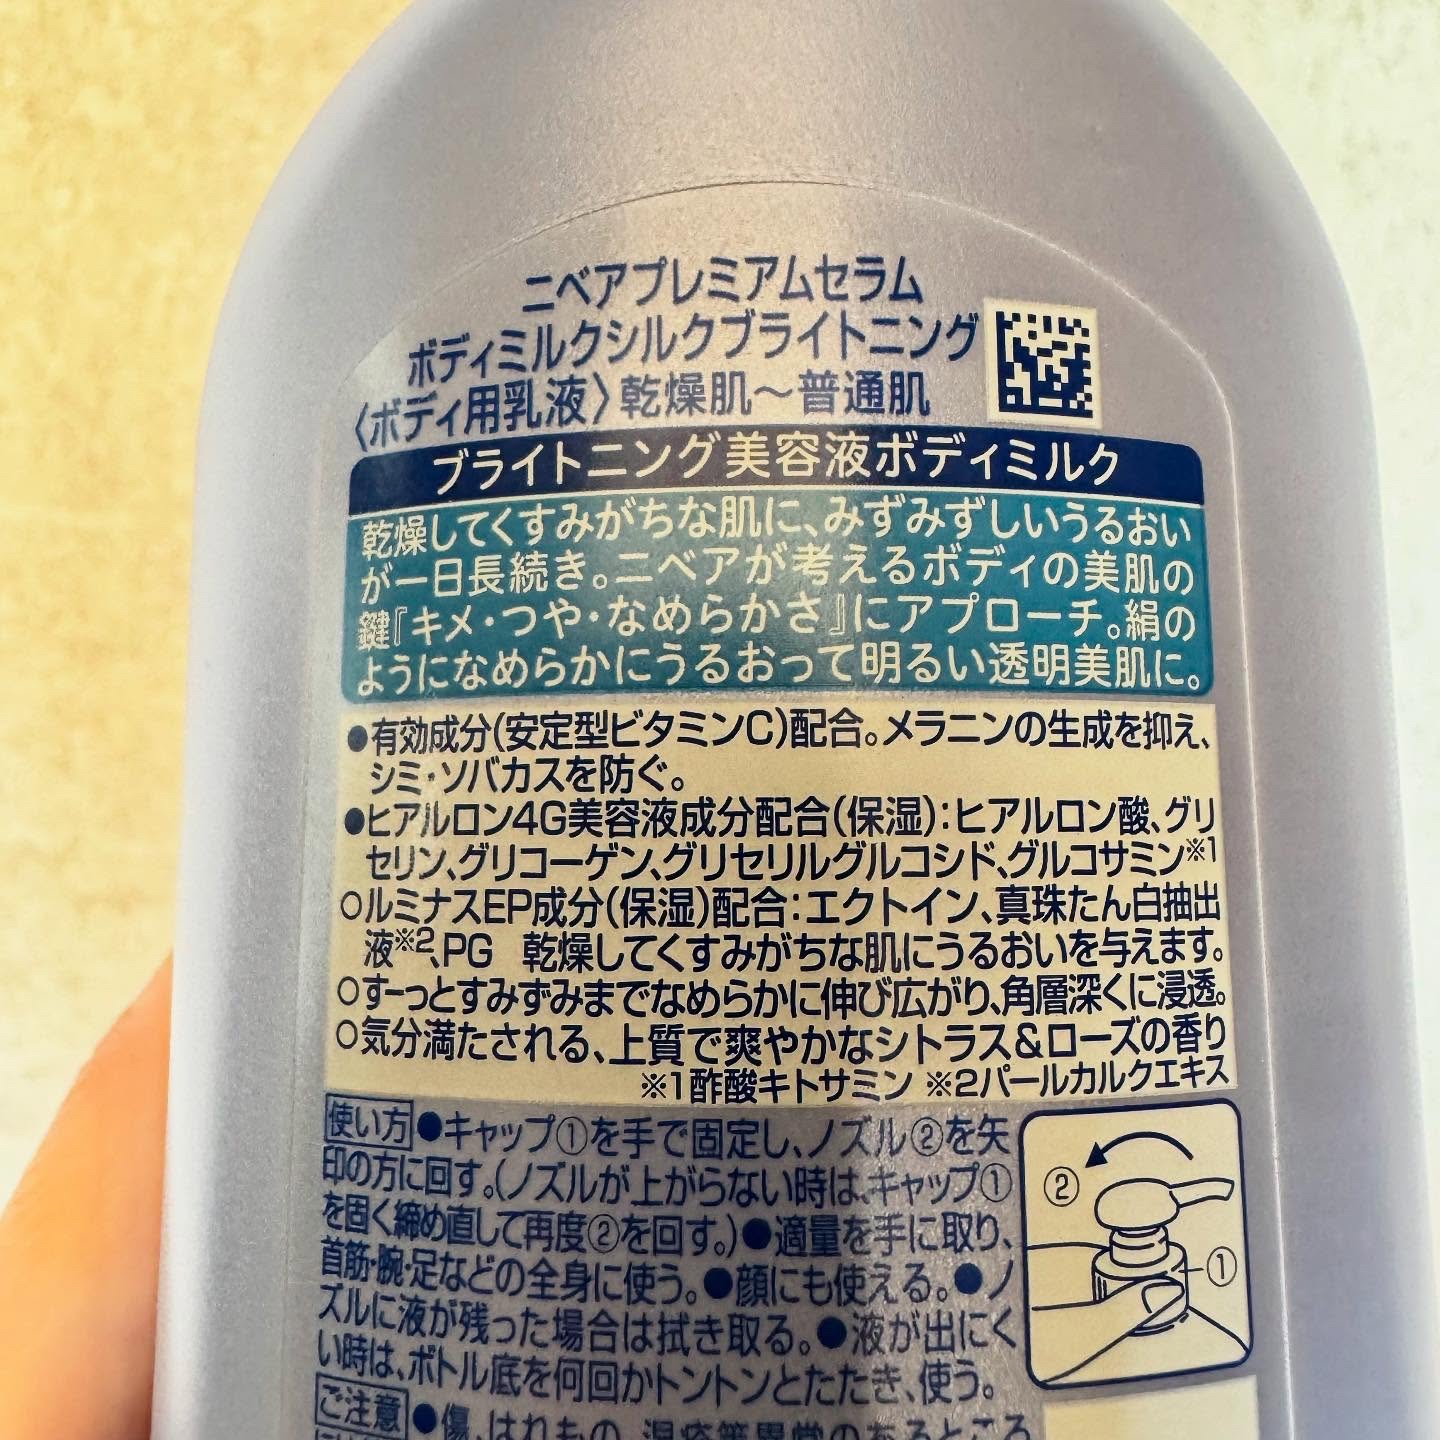 ニベアプレミアムセラム
ボディミルクシルクブライトニング
〈ボディ用乳液〉乾燥肌～普通肌
ブライトニング美容液ボディミルク
乾燥してくすみがちな肌に、みずみずしいうるおい
が一日長続き。ニベアが考えるボディの美肌の
鍵『キメ・つや・なめらかさ』にアプローチ。絹の
ようになめらかにうるおって明るい透明美肌に。
●有効成分(安定型ビタミンC)配合。メラニンの生成を抑え、
シミ・ソバカスを防ぐ。
●ヒアルロン4G美容液成分配合(保湿):ヒアルロン酸、グリ
セリン、グリコーゲン、グリセリルグルコシド、グルコサミン※1
○ルミナスEP成分(保湿)配合:エクトイン、真珠たん白抽出
液※2、PG 乾燥してくすみがちな肌にうるおいを与えます。
○すーっとすみずみまでなめらかに伸び広がり、角層深くに浸透。
○気分満たされる、上質で爽やかなシトラス&ローズの香り
※1酢酸キトサミン ※2パールカルクエキス
使い方 ●キャップ①を手で固定し、ノズル②を矢
印の方に回す。(ノズルが上がらない時は、キャップ①
を固く締め直して再度②を回す。)●適量を手に取り、
首筋・腕・足などの全身に使う。●顔にも使える。●ノ
ズルに液が残った場合は拭き取る。●液が出にく
い時は、ボトル底を何回かトントンとたたき、使う。
②
①
ご注意 ●傷、はれもの、湿疹等異常のあるところ